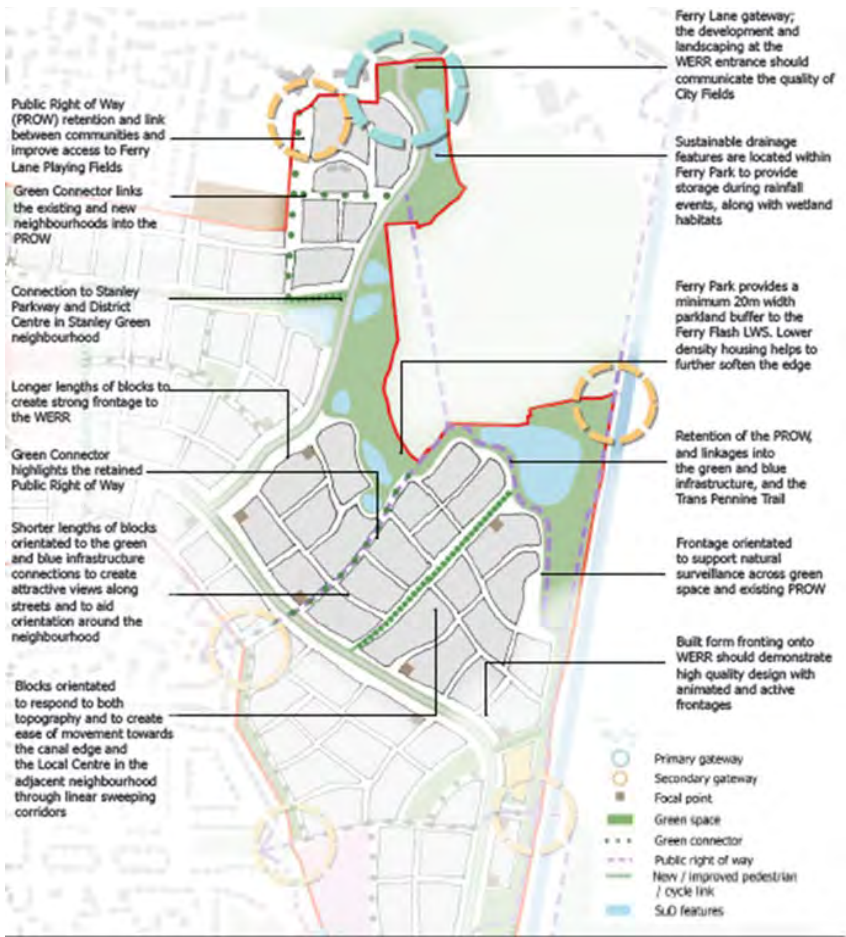 Ferry Lane gateway;
the development and
landscaping at the
WERR entrance should
communicate the quality of
City Fields
Public Right of Way
(PROW) retention and link
between communities and
improve access to Ferry
Lane Playing Fields
Sustainable drainage
features are located within
Ferry Park to provide
storage during rainfall
events, along with wetland
habitats
Green Connector links
the existing and new
neighbourhoods into the
PROW
Connection to Stanley
Parkway and District
Centre in Stanley Green
neighbourhood
Ferry Park provides a
minimum 20m width
parkland buffer to the
Ferry Flash LWS. Lower
density housing helps to
further soften the edge
Longer lengths of blocks to
create strong frontage to
the WERR
Green Connector
highlights the retained
Public Right of Way
Retention of the PROW,
and linkages into
the green and blue
infrastructure, and the
Trans Pennine Trail
Shorter lengths of blocks
orientated to the green
and blue infrastructure
connections to create
attractive views along
streets and to aid
orientation around the
neighbourhood
Frontage orientated
to support natural
surveillance across green
space and existing PROW
Built form fronting onto
WERR should demonstrate
high quality design with
animated and active
frontages
Blocks orientated
to respond to both
topography and to create
ease of movement towards
the canal edge and
the Local Centre in the
adjacent neighbourhood
through linear sweeping
corridors
Primary gateway
Secondary gateway
Focal point
Green space
Green connector
Public right of way
New / improved pedestrian
/ cycle link
SuD features